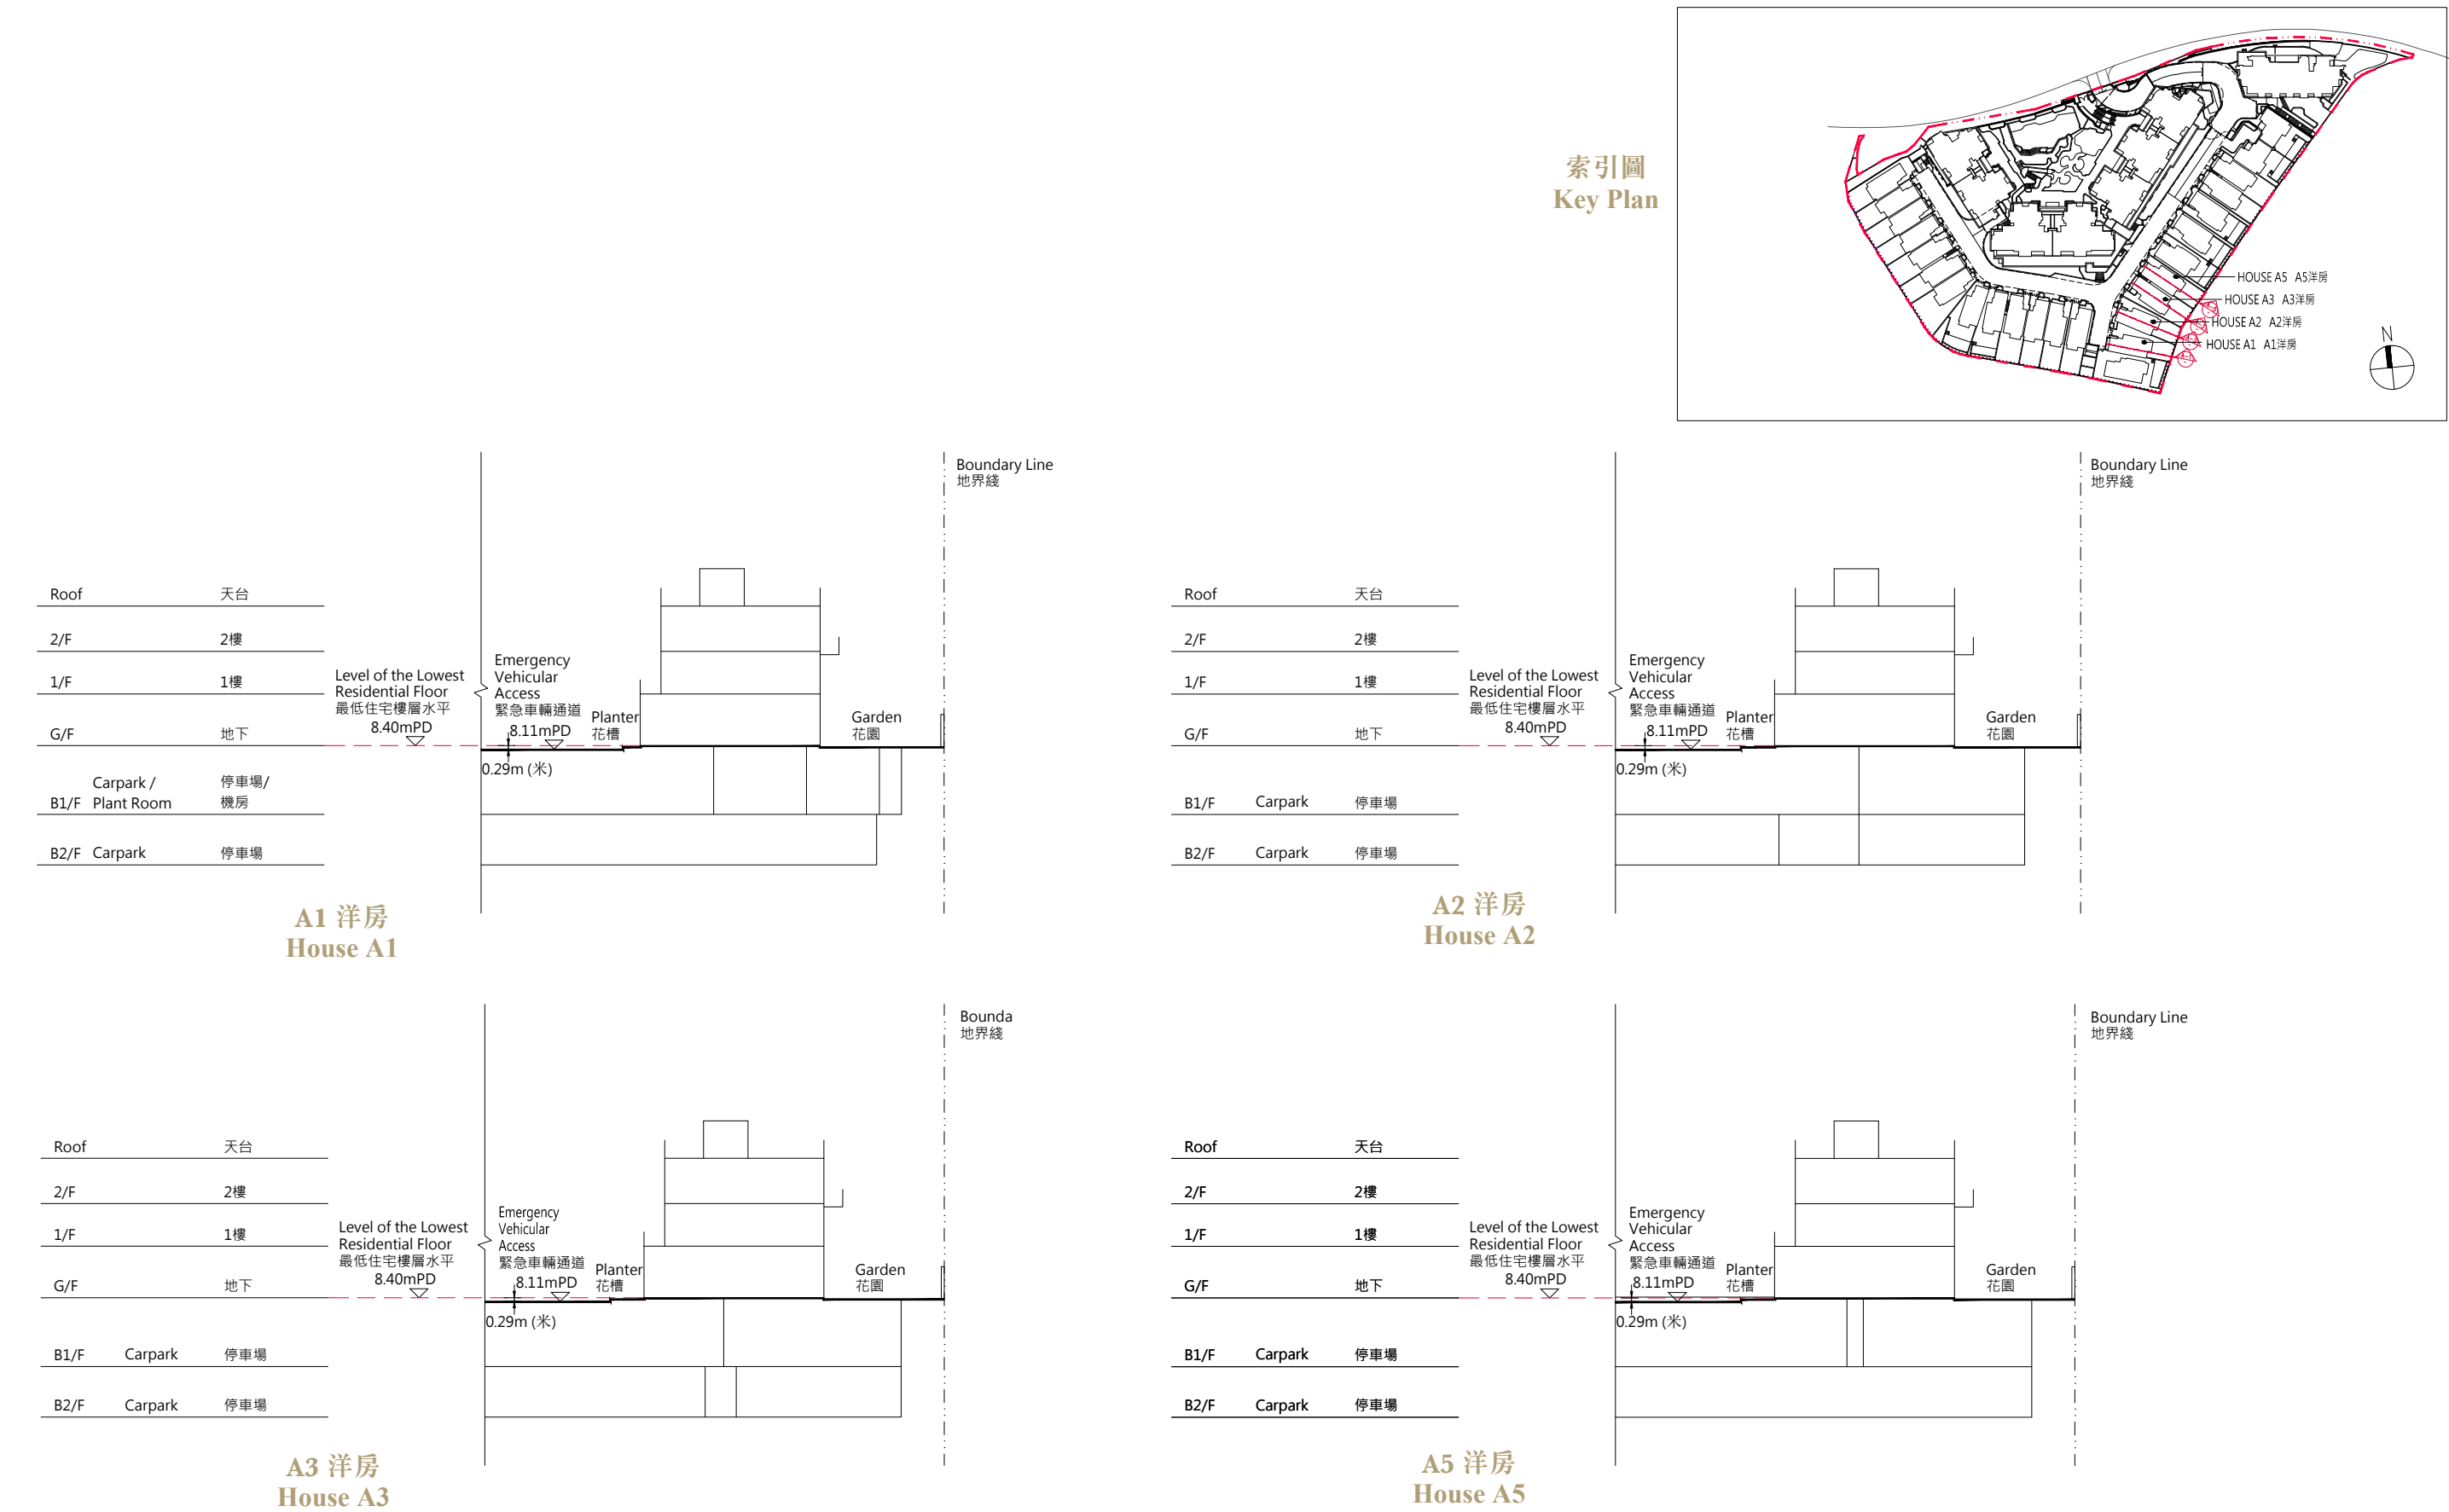 索引圖
Key Plan
HOUSE A5 A5洋房
HOUSE A3 A3洋房
HOUSE A2 A2洋房
HOUSE A1 A1洋房
N
Boundary Line
地界綫
Roof 天台
2/F 2樓
1/F 1樓
G/F 地下
Carpark / 停車場/
B1/F Plant Room 機房
B2/F Carpark 停車場
Level of the Lowest
Residential Floor
最低住宅樓層水平
8.40mPD
Emergency
Vehicular
Access
緊急車輛通道
8.11mPD
Planter
花槽
Garden
花園
0.29m (米)
A1 洋房
House A1
Boundary Line
地界綫
Roof 天台
2/F 2樓
1/F 1樓
G/F 地下
B1/F Carpark 停車場
B2/F Carpark 停車場
Level of the Lowest
Residential Floor
最低住宅樓層水平
8.40mPD
Emergency
Vehicular
Access
緊急車輛通道
8.11mPD
Planter
花槽
Garden
花園
0.29m (米)
A2 洋房
House A2
Bounda
地界綫
Roof 天台
2/F 2樓
1/F 1樓
G/F 地下
B1/F Carpark 停車場
B2/F Carpark 停車場
Level of the Lowest
Residential Floor
最低住宅樓層水平
8.40mPD
Emergency
Vehicular
Access
緊急車輛通道
8.11mPD
Planter
花槽
Garden
花園
0.29m (米)
A3 洋房
House A3
Boundary Line
地界綫
Roof 天台
2/F 2樓
1/F 1樓
G/F 地下
B1/F Carpark 停車場
B2/F Carpark 停車場
Level of the Lowest
Residential Floor
最低住宅樓層水平
8.40mPD
Emergency
Vehicular
Access
緊急車輛通道
8.11mPD
Planter
花槽
Garden
花園
0.29m (米)
A5 洋房
House A5